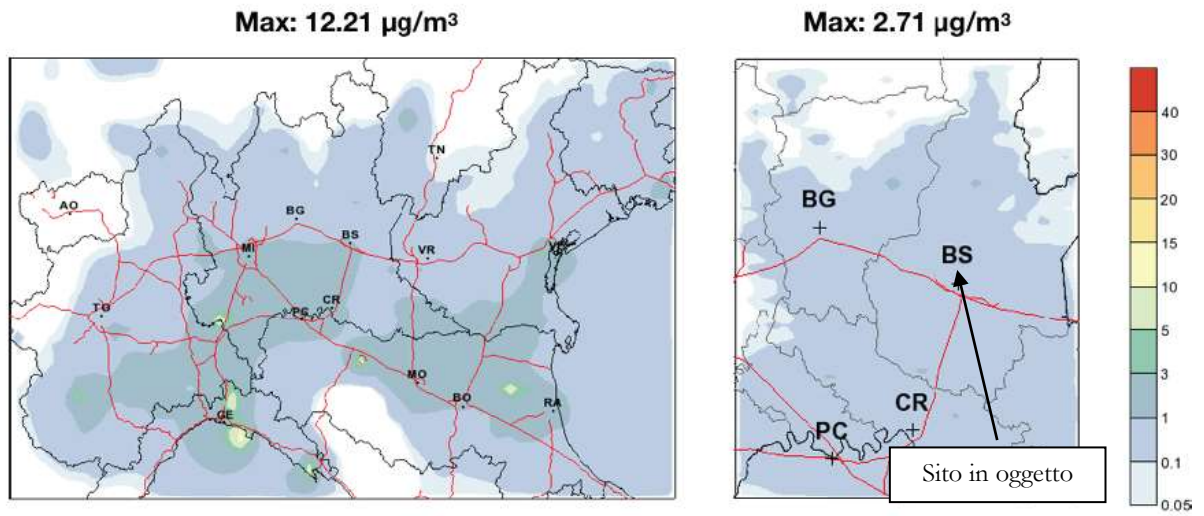 Max: 12.21 µg/m³
Max: 2.71 µg/m³
AO
TN
BG
MI
BS
VR
VE
TO
PC
CR
MO
GE
BO
RA
BG
BS
CR
PC
Sito in oggetto
40
30
20
15
10
5
3
1
0.1
0.05